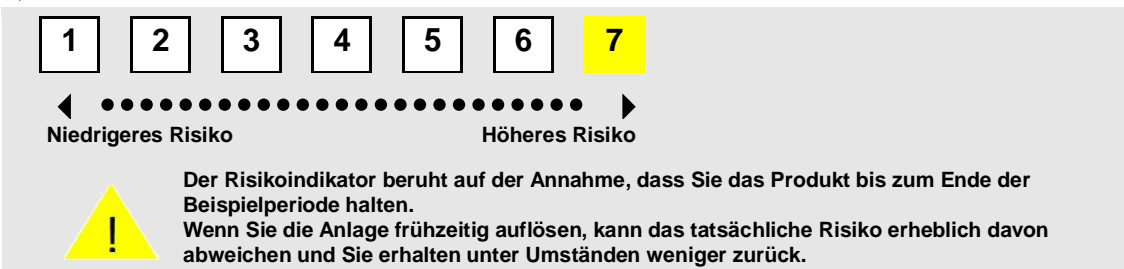 1 2 3 4 5 6 7
Niedrigeres Risiko Höheres Risiko
Der Risikoindikator beruht auf der Annahme, dass Sie das Produkt bis zum Ende der
Beispielperiode halten.
Wenn Sie die Anlage frühzeitig auflösen, kann das tatsächliche Risiko erheblich davon
abweichen und Sie erhalten unter Umständen weniger zurück.
!